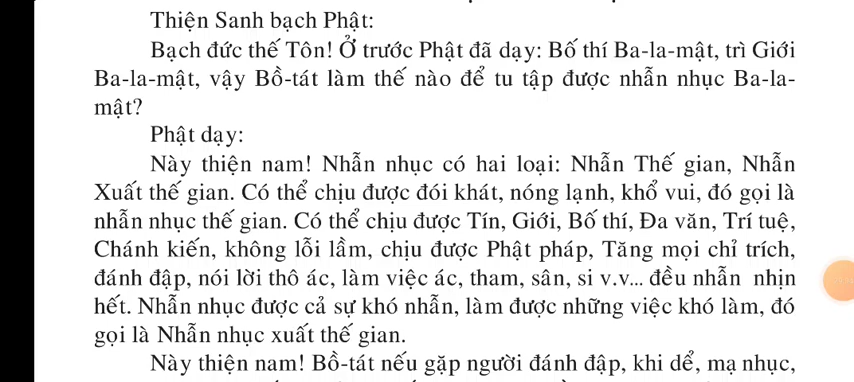 Thiện Sanh bạch Phật:
Bạch đức thế Tôn! Ở trước Phật đã dạy: Bố thí Ba-la-mật, trì Giới
Ba-la-mật, vậy Bồ-tát làm thế nào để tu tập được nhẫn nhục Ba-la-
mật?
Phật dạy:
Này thiện nam! Nhẫn nhục có hai loại: Nhẫn Thế gian, Nhẫn
Xuất thế gian. Có thể chịu được đói khát, nóng lạnh, khổ vui, đó gọi là
nhẫn nhục thế gian. Có thể chịu được Tín, Giới, Bố thí, Đa văn, Trí tuệ,
Chánh kiến, không lỗi lầm, chịu được Phật pháp, Tăng mọi chỉ trích,
đánh đập, nói lời thô ác, làm việc ác, tham, sân, si v.v... đều nhẫn nhịn
hết. Nhẫn nhục được cả sự khó nhẫn, làm được những việc khó làm, đó
gọi là Nhẫn nhục xuất thế gian.
Này thiện nam! Bồ-tát nếu gặp người đánh đập, khi dể, mạ nhục,